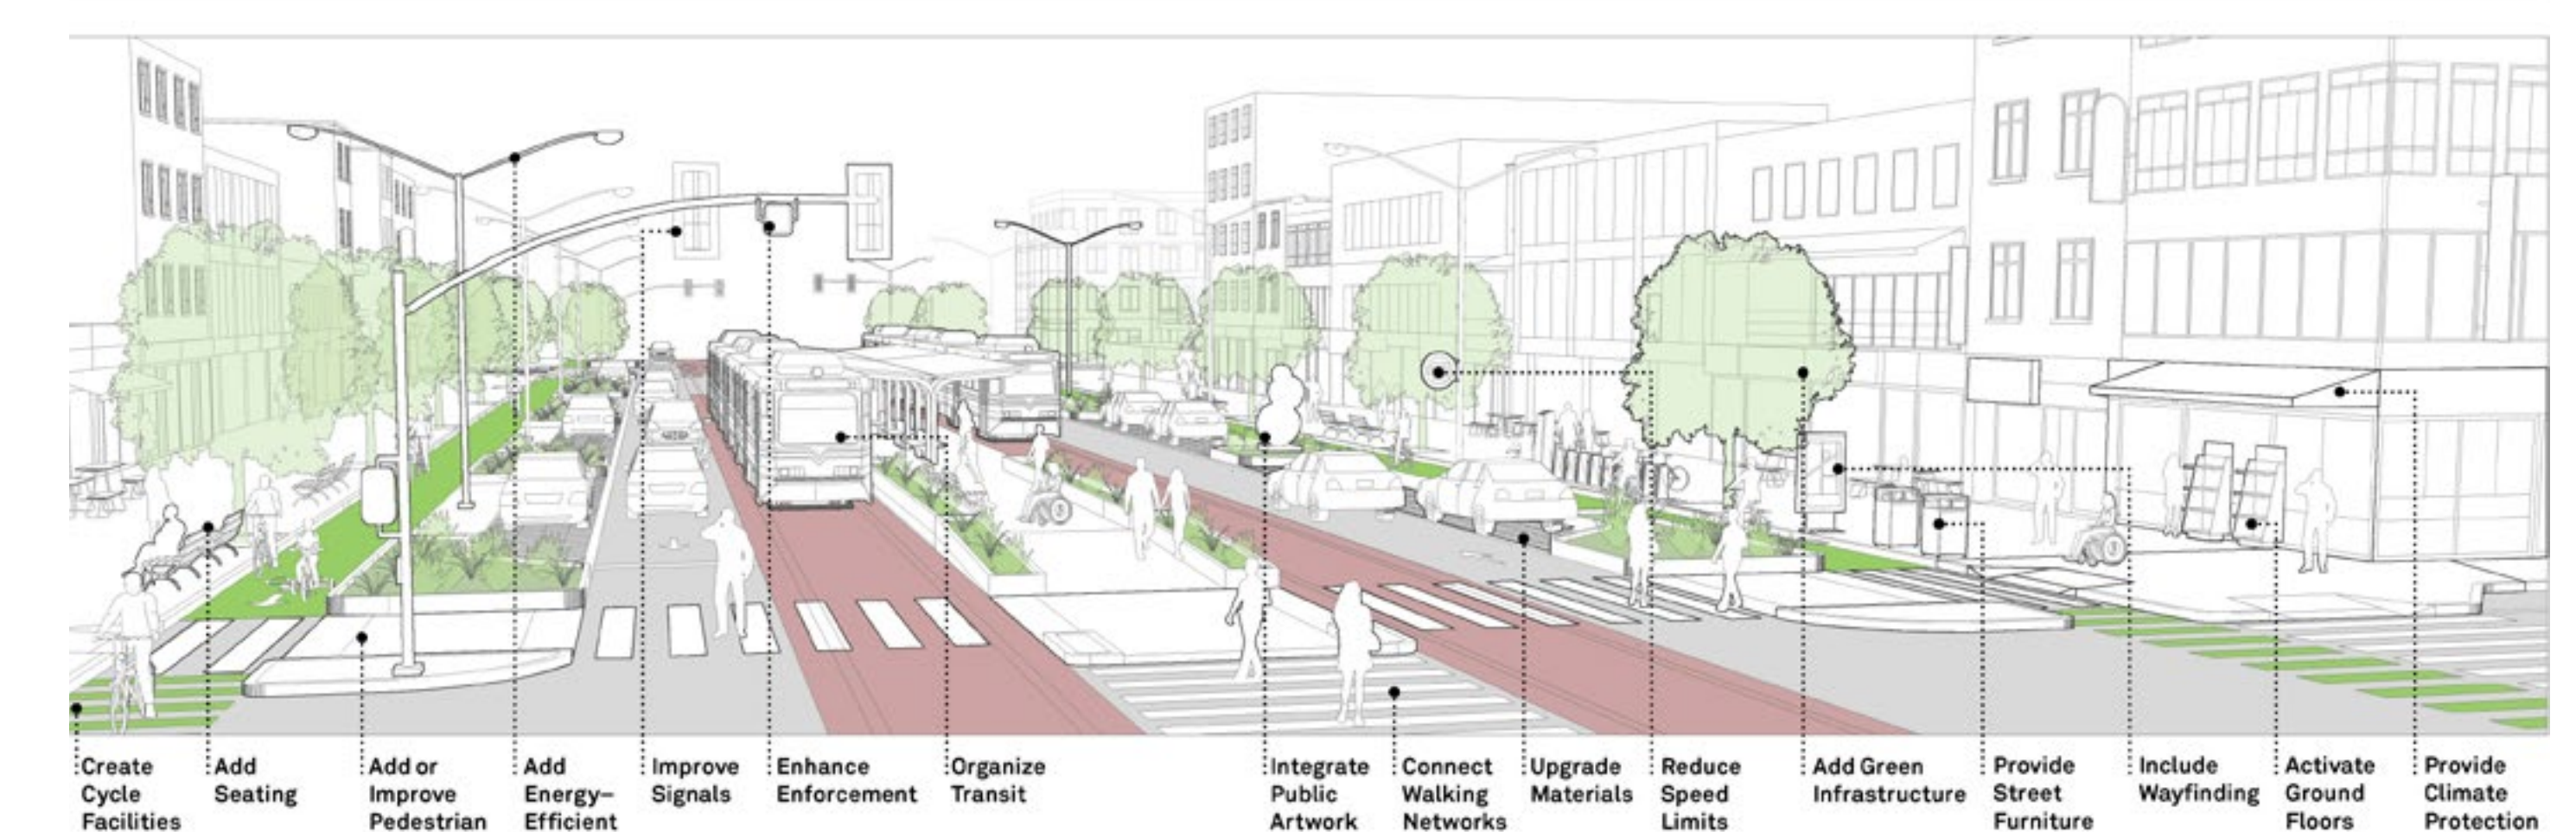 Create
Cycle
Facilities
Add
Seating
Add or
Improve
Pedestrian
Add
Energy–
Efficient
Improve
Signals
Enhance
Enforcement
Organize
Transit
Integrate
Public
Artwork
Connect
Walking
Networks
Upgrade
Materials
Reduce
Speed
Limits
Add Green
Infrastructure
Provide
Street
Furniture
Include
Wayfinding
Activate
Ground
Floors
Provide
Climate
Protection